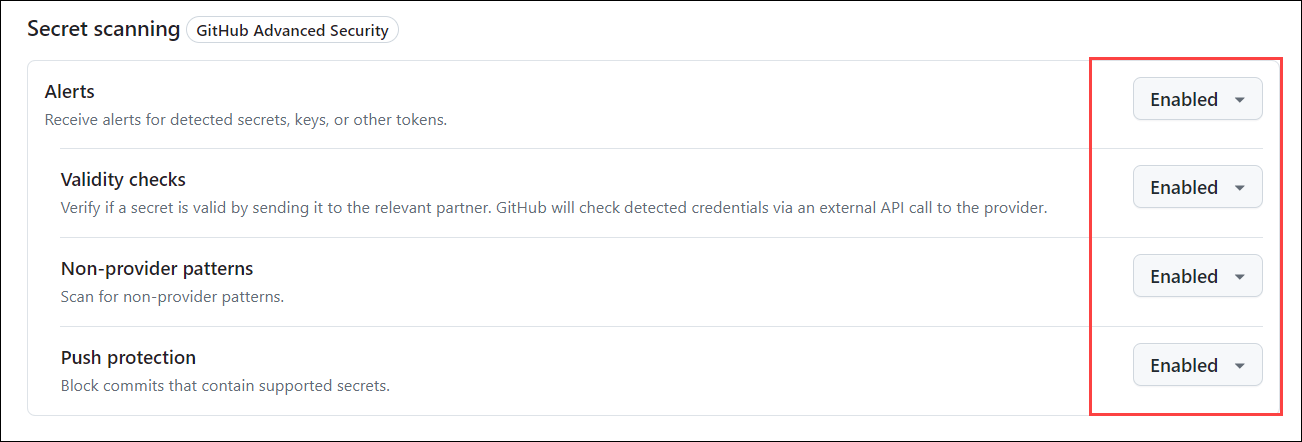 Secret scanning GitHub Advanced Security
Alerts
Enabled
Receive alerts for detected secrets, keys, or other tokens.
Validity checks
Enabled
Verify if a secret is valid by sending it to the relevant partner. GitHub will check detected credentials via an external API call to the provider.
Non-provider patterns
Enabled
Scan for non-provider patterns.
Push protection
Enabled
Block commits that contain supported secrets.